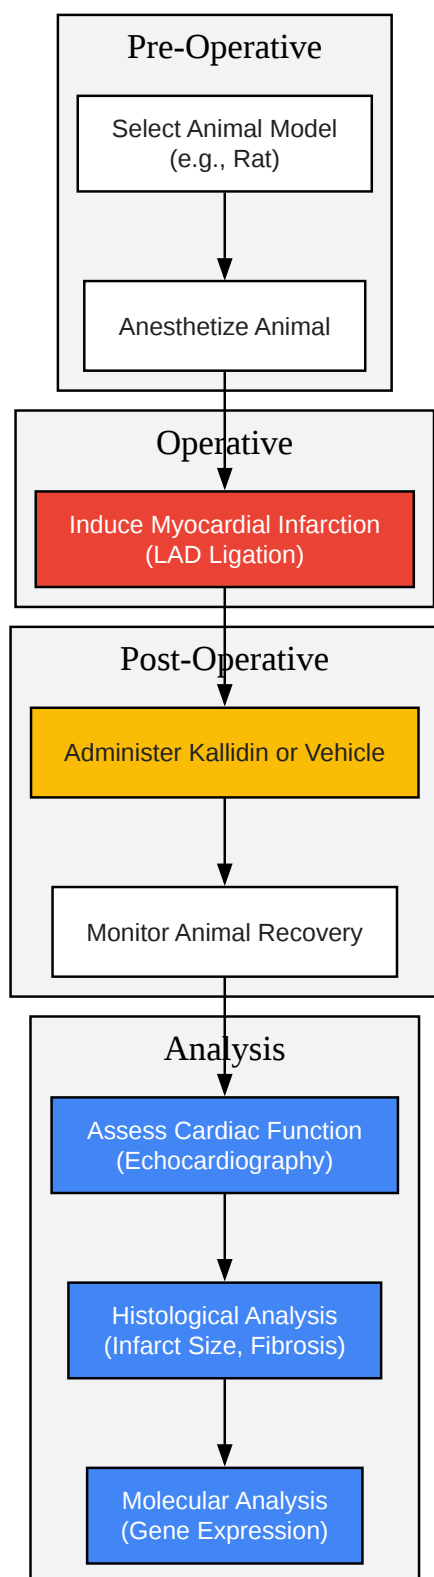 Pre-Operative
Select Animal Model
(e.g., Rat)
Anesthetize Animal
Operative
Induce Myocardial Infarction
(LAD Ligation)
Post-Operative
Administer Kallidin or Vehicle
Monitor Animal Recovery
Analysis
Assess Cardiac Function
(Echocardiography)
Histological Analysis
(Infarct Size, Fibrosis)
Molecular Analysis
(Gene Expression)